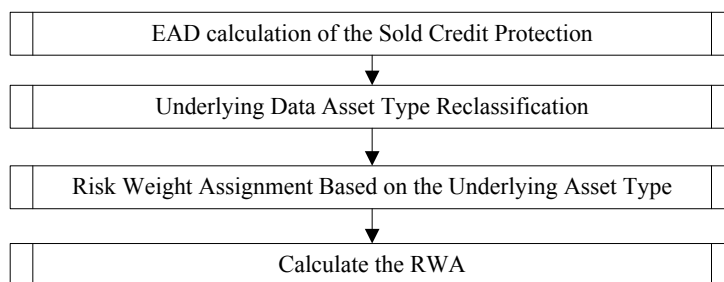 EAD calculation of the Sold Credit Protection
Underlying Data Asset Type Reclassification
Risk Weight Assignment Based on the Underlying Asset Type
Calculate the RWA